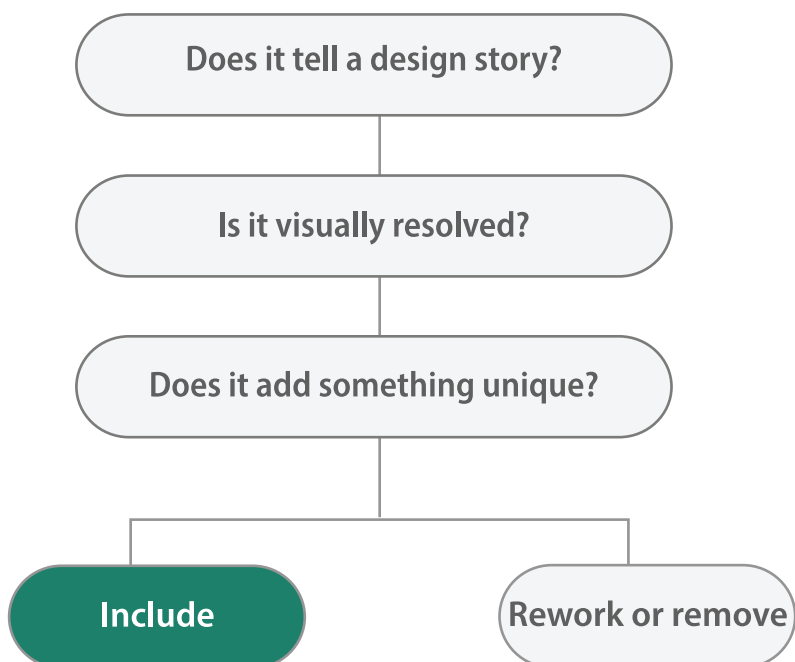 Does it tell a design story?
Is it visually resolved?
Does it add something unique?
Include
Rework or remove